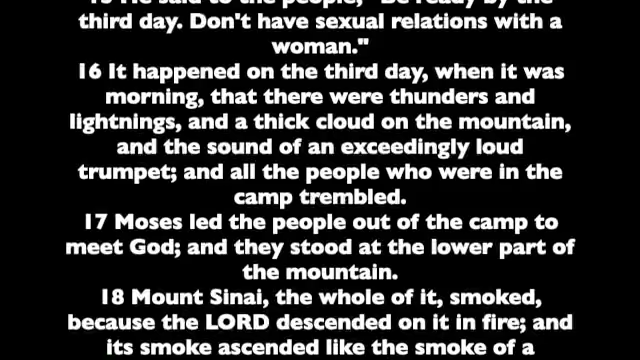 15 He said to the people, "Be ready by the
third day. Don't have sexual relations with a
woman."
16 It happened on the third day, when it was
morning, that there were thunders and
lightnings, and a thick cloud on the mountain,
and the sound of an exceedingly loud
trumpet; and all the people who were in the
camp trembled.
17 Moses led the people out of the camp to
meet God; and they stood at the lower part of
the mountain.
18 Mount Sinai, the whole of it, smoked,
because the LORD descended on it in fire; and
its smoke ascended like the smoke of a